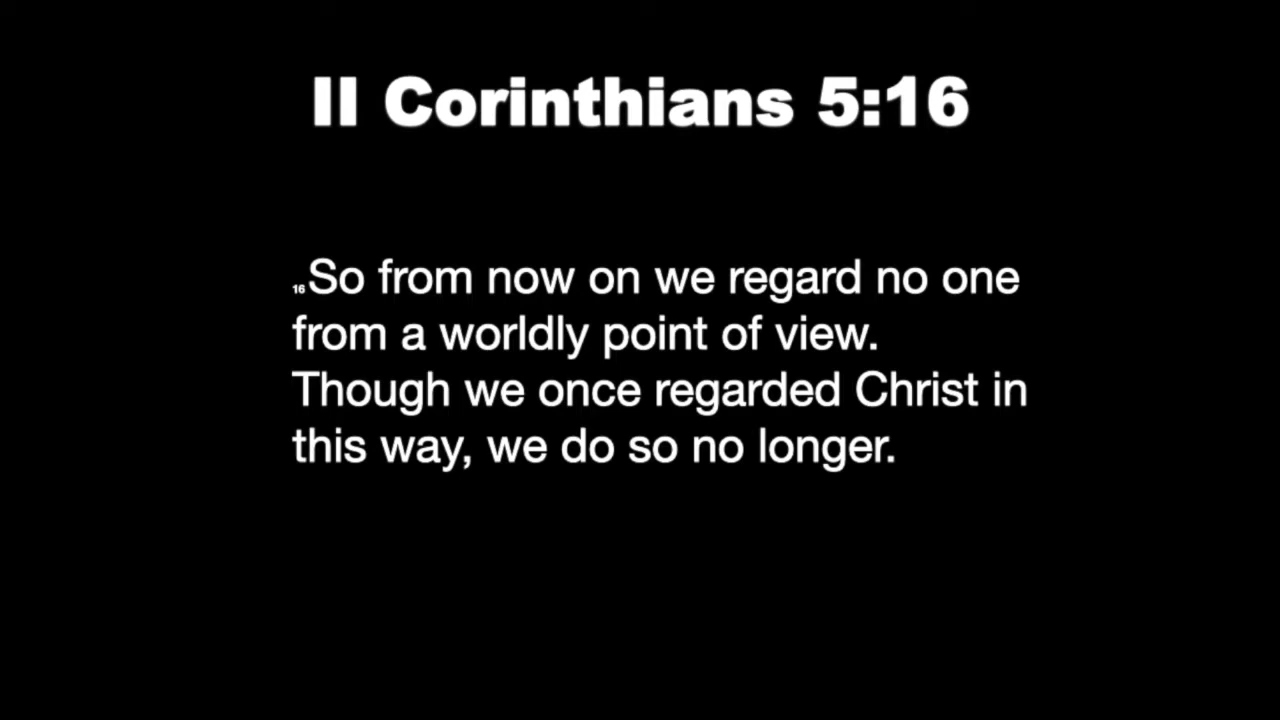 II Corinthians 5:16
16So from now on we regard no one
from a worldly point of view.
Though we once regarded Christ in
this way, we do so no longer.